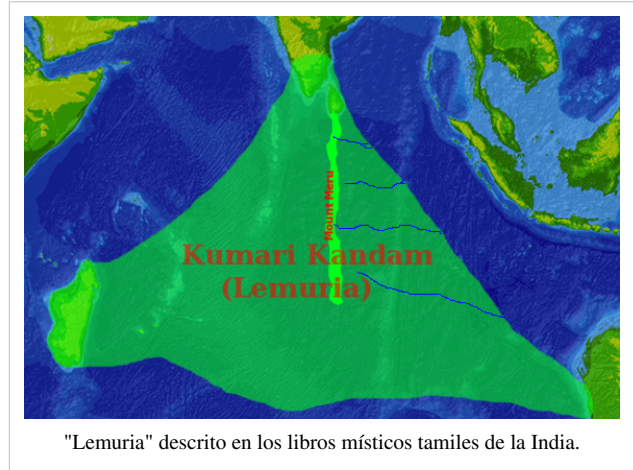 Mount Meru
Kumari Kandam
(Lemuria)
"Lemuria" descrito en los libros místicos tamiles de la India.